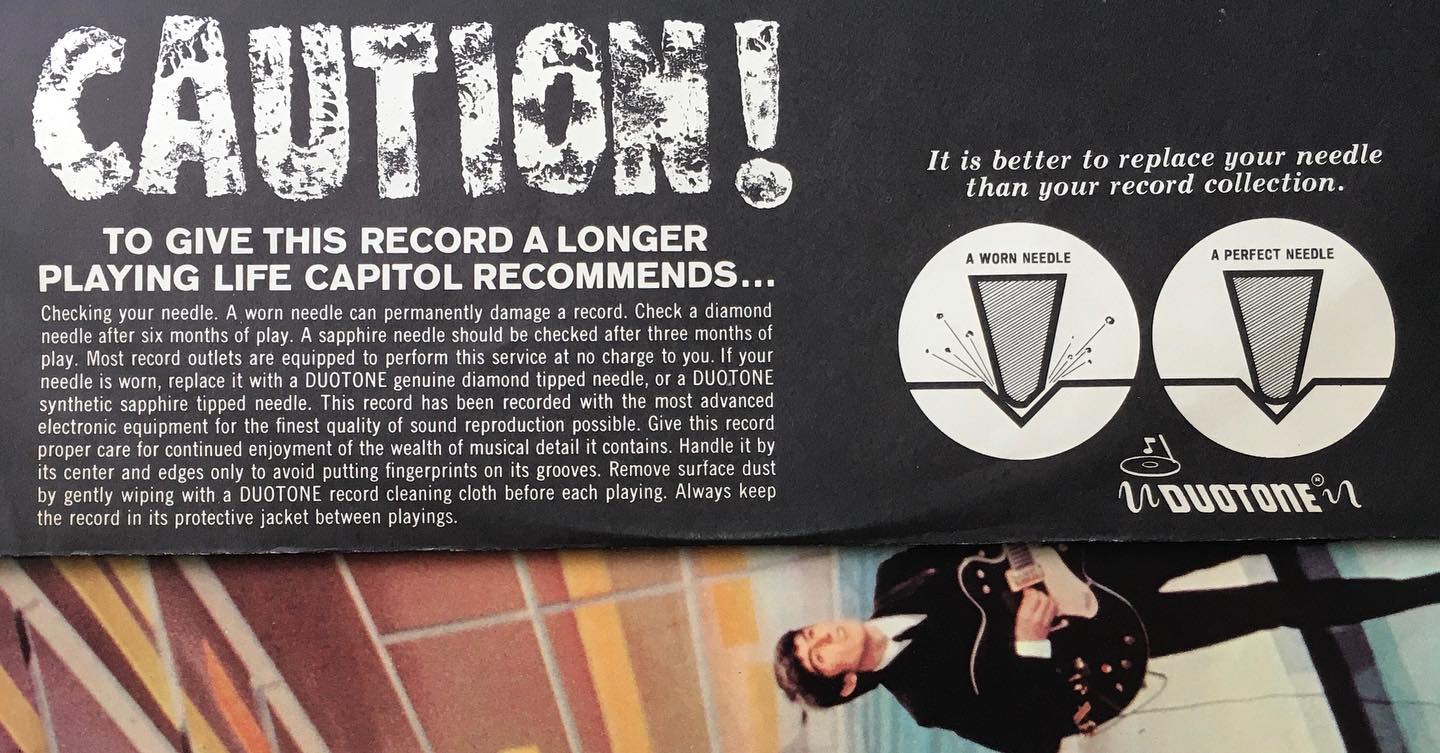 CAUTION!
TO GIVE THIS RECORD A LONGER
PLAYING LIFE CAPITOL RECOMMENDS...
Checking your needle. A worn needle can permanently damage a record. Check a diamond
needle after six months of play. A sapphire needle should be checked after three months of
play. Most record outlets are equipped to perform this service at no charge to you. If your
needle is worn, replace it with a DUOTONE genuine diamond tipped needle, or a DUOTONE
synthetic sapphire tipped needle. This record has been recorded with the most advanced
electronic equipment for the finest quality of sound reproduction possible. Give this record
proper care for continued enjoyment of the wealth of musical detail it contains. Handle it by
its center and edges only to avoid putting fingerprints on its grooves. Remove surface dust
by gently wiping with a DUOTONE record cleaning cloth before each playing. Always keep
the record in its protective jacket between playings.
It is better to replace your needle
than your record collection.
A WORN NEEDLE
A PERFECT NEEDLE
DUOTONE®